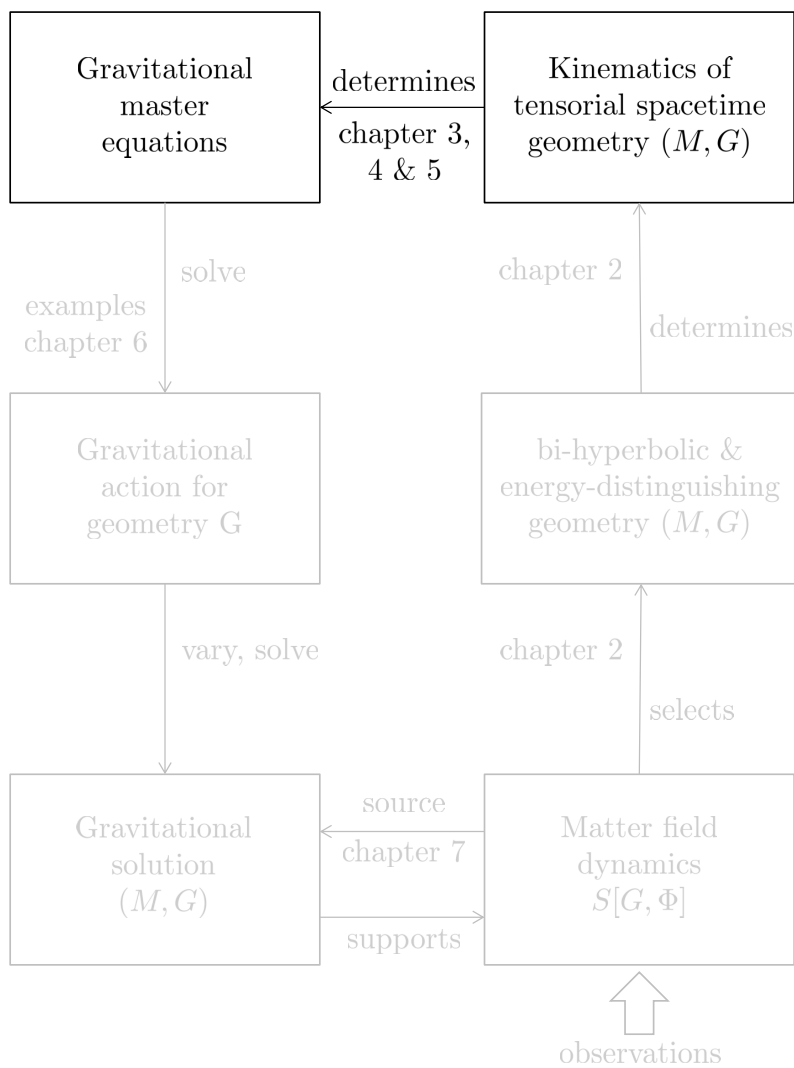 Gravitational
master
equations
determines
chapter 3,
4 & 5
Kinematics of
tensorial spacetime
geometry (M, G)
solve
examples
chapter 6
chapter 2
determines
Gravitational
action for
geometry G
bi-hyperbolic &
energy-distinguishing
geometry (M, G)
vary, solve
chapter 2
selects
Gravitational
solution
(M, G)
source
chapter 7
supports
Matter field
dynamics
S[G, Φ]
observations